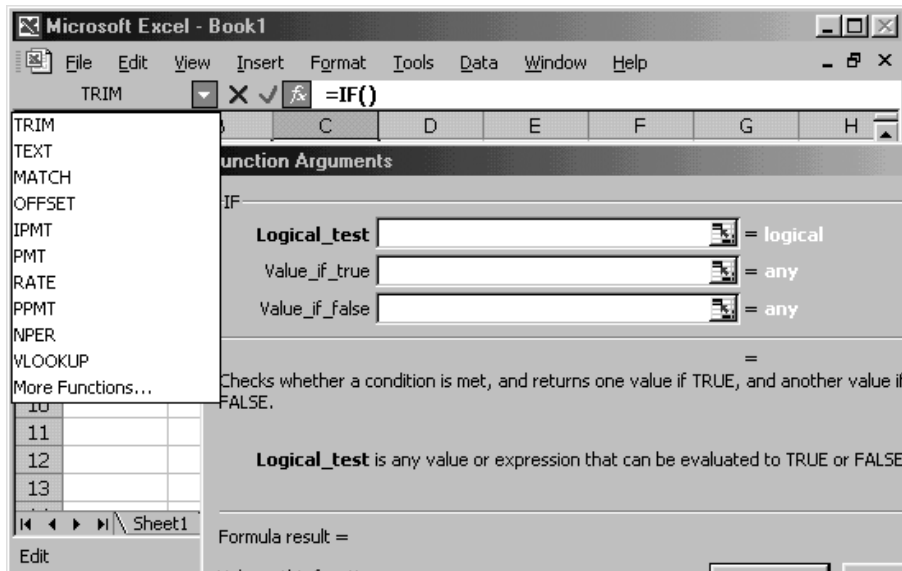 Microsoft Excel - Book1
File Edit View Insert Format Tools Data Window Help
TRIM =IF()
C D E F G H
TRIM
TEXT
MATCH
OFFSET
IPMT
PMT
RATE
PPMT
NPER
VLOOKUP
More Functions...
10
11
12
13
Sheet1
Edit
unction Arguments
IF
Logical_test = logical
Value_if_true = any
Value_if_false = any
=
Checks whether a condition is met, and returns one value if TRUE, and another value if
FALSE.
Logical_test is any value or expression that can be evaluated to TRUE or FALSE
Formula result =